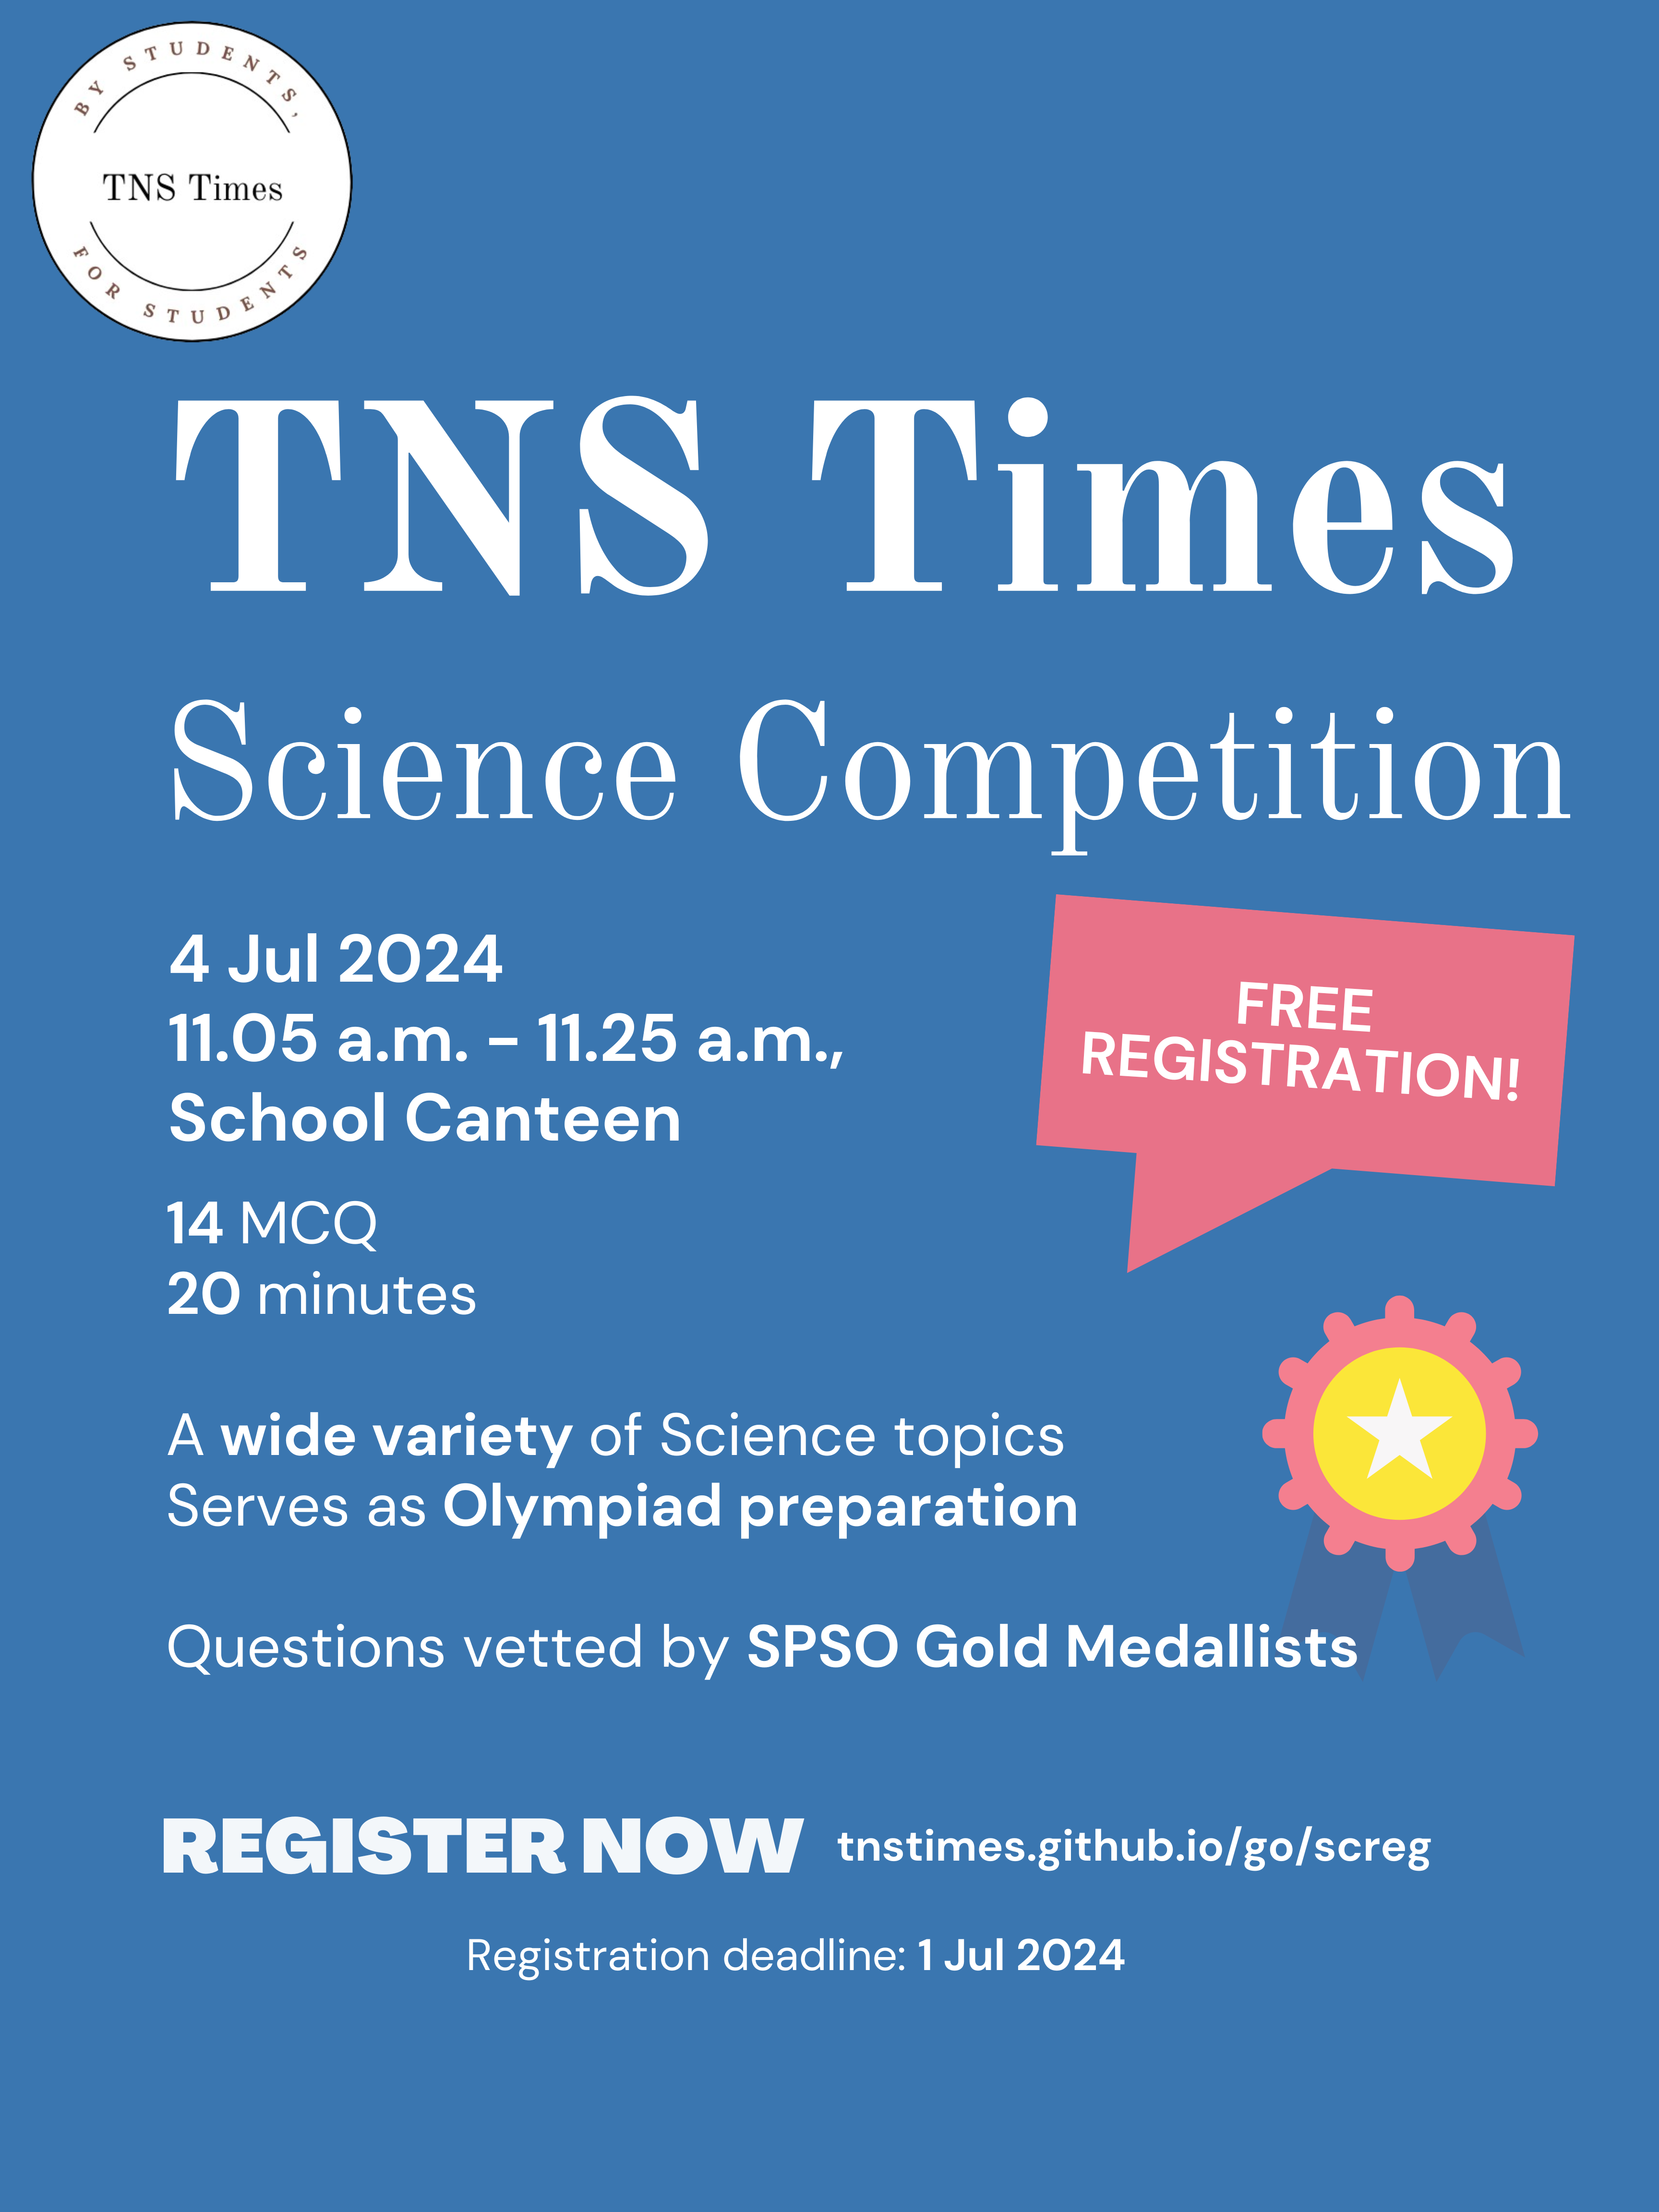 BY STUDENTS,
TNS Times
FOR STUDENTS
TNS Times
Science Competition
4 Jul 2024
11.05 a.m. – 11.25 a.m.,
School Canteen
FREE
REGISTRATION!
14 MCQ
20 minutes
A wide variety of Science topics
Serves as Olympiad preparation
Questions vetted by SPSO Gold Medallists
REGISTER NOW tnstimes.github.io/go/screg
Registration deadline: 1 Jul 2024